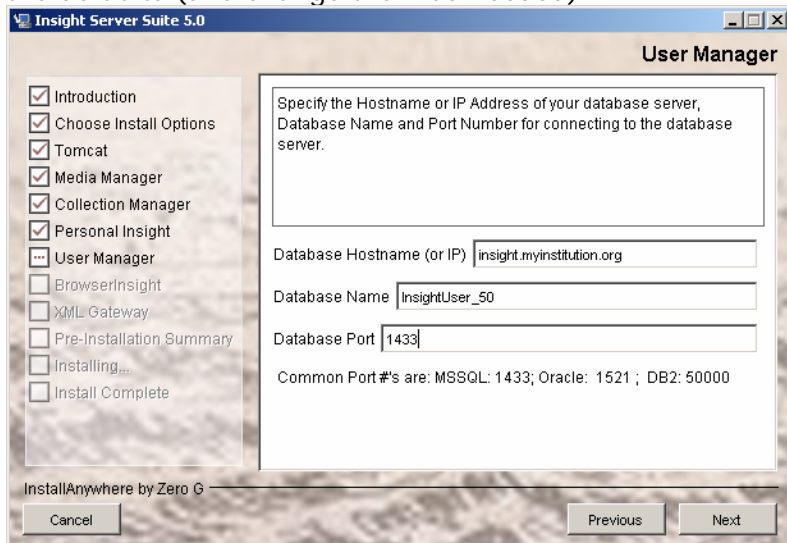 Insight Server Suite 5.0
User Manager
Introduction
Choose Install Options
Tomcat
Media Manager
Collection Manager
Personal Insight
User Manager
BrowserInsight
XML Gateway
Pre-Installation Summary
Installing...
Install Complete
Specify the Hostname or IP Address of your database server,
Database Name and Port Number for connecting to the database
server.
Database Hostname (or IP) insight.myinstitution.org
Database Name InsightUser_50
Database Port 1433
Common Port #'s are: MSSQL: 1433; Oracle: 1521 ; DB2: 50000
InstallAnywhere by Zero G
Cancel
Previous
Next